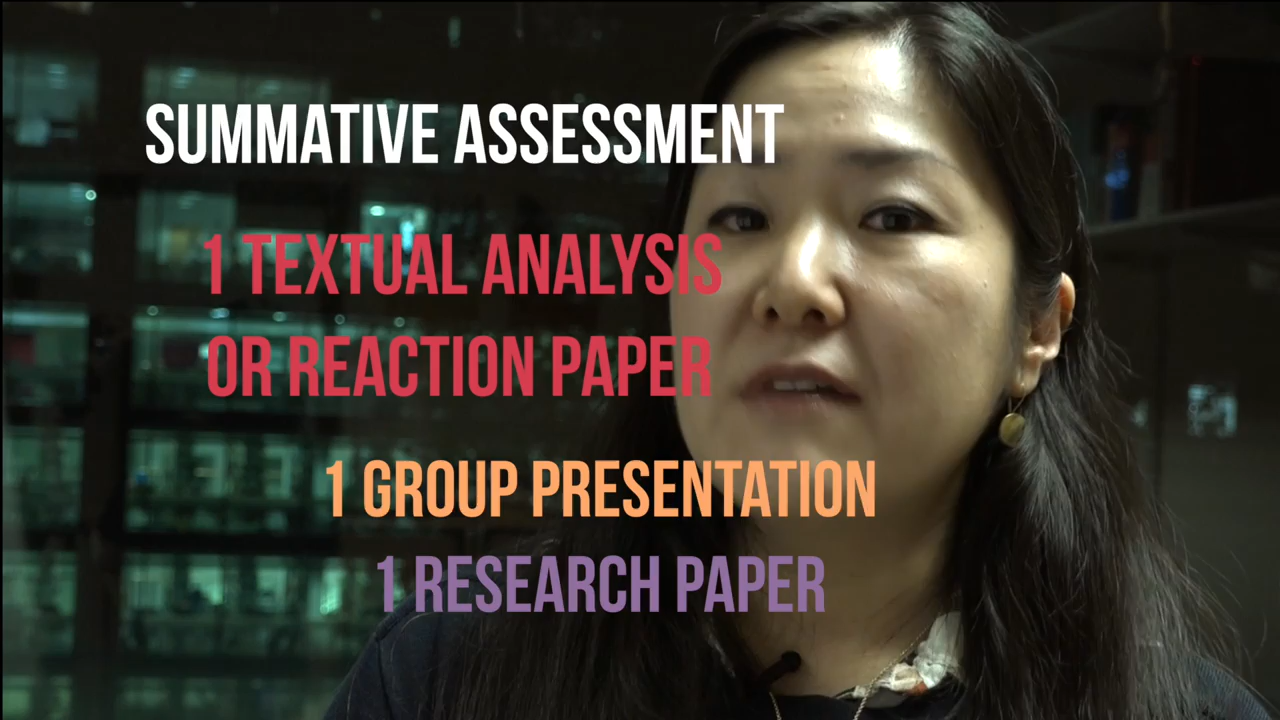 SUMMATIVE ASSESSMENT
1 TEXTUAL ANALYSIS
OR REACTION PAPER
1 GROUP PRESENTATION
1 RESEARCH PAPER